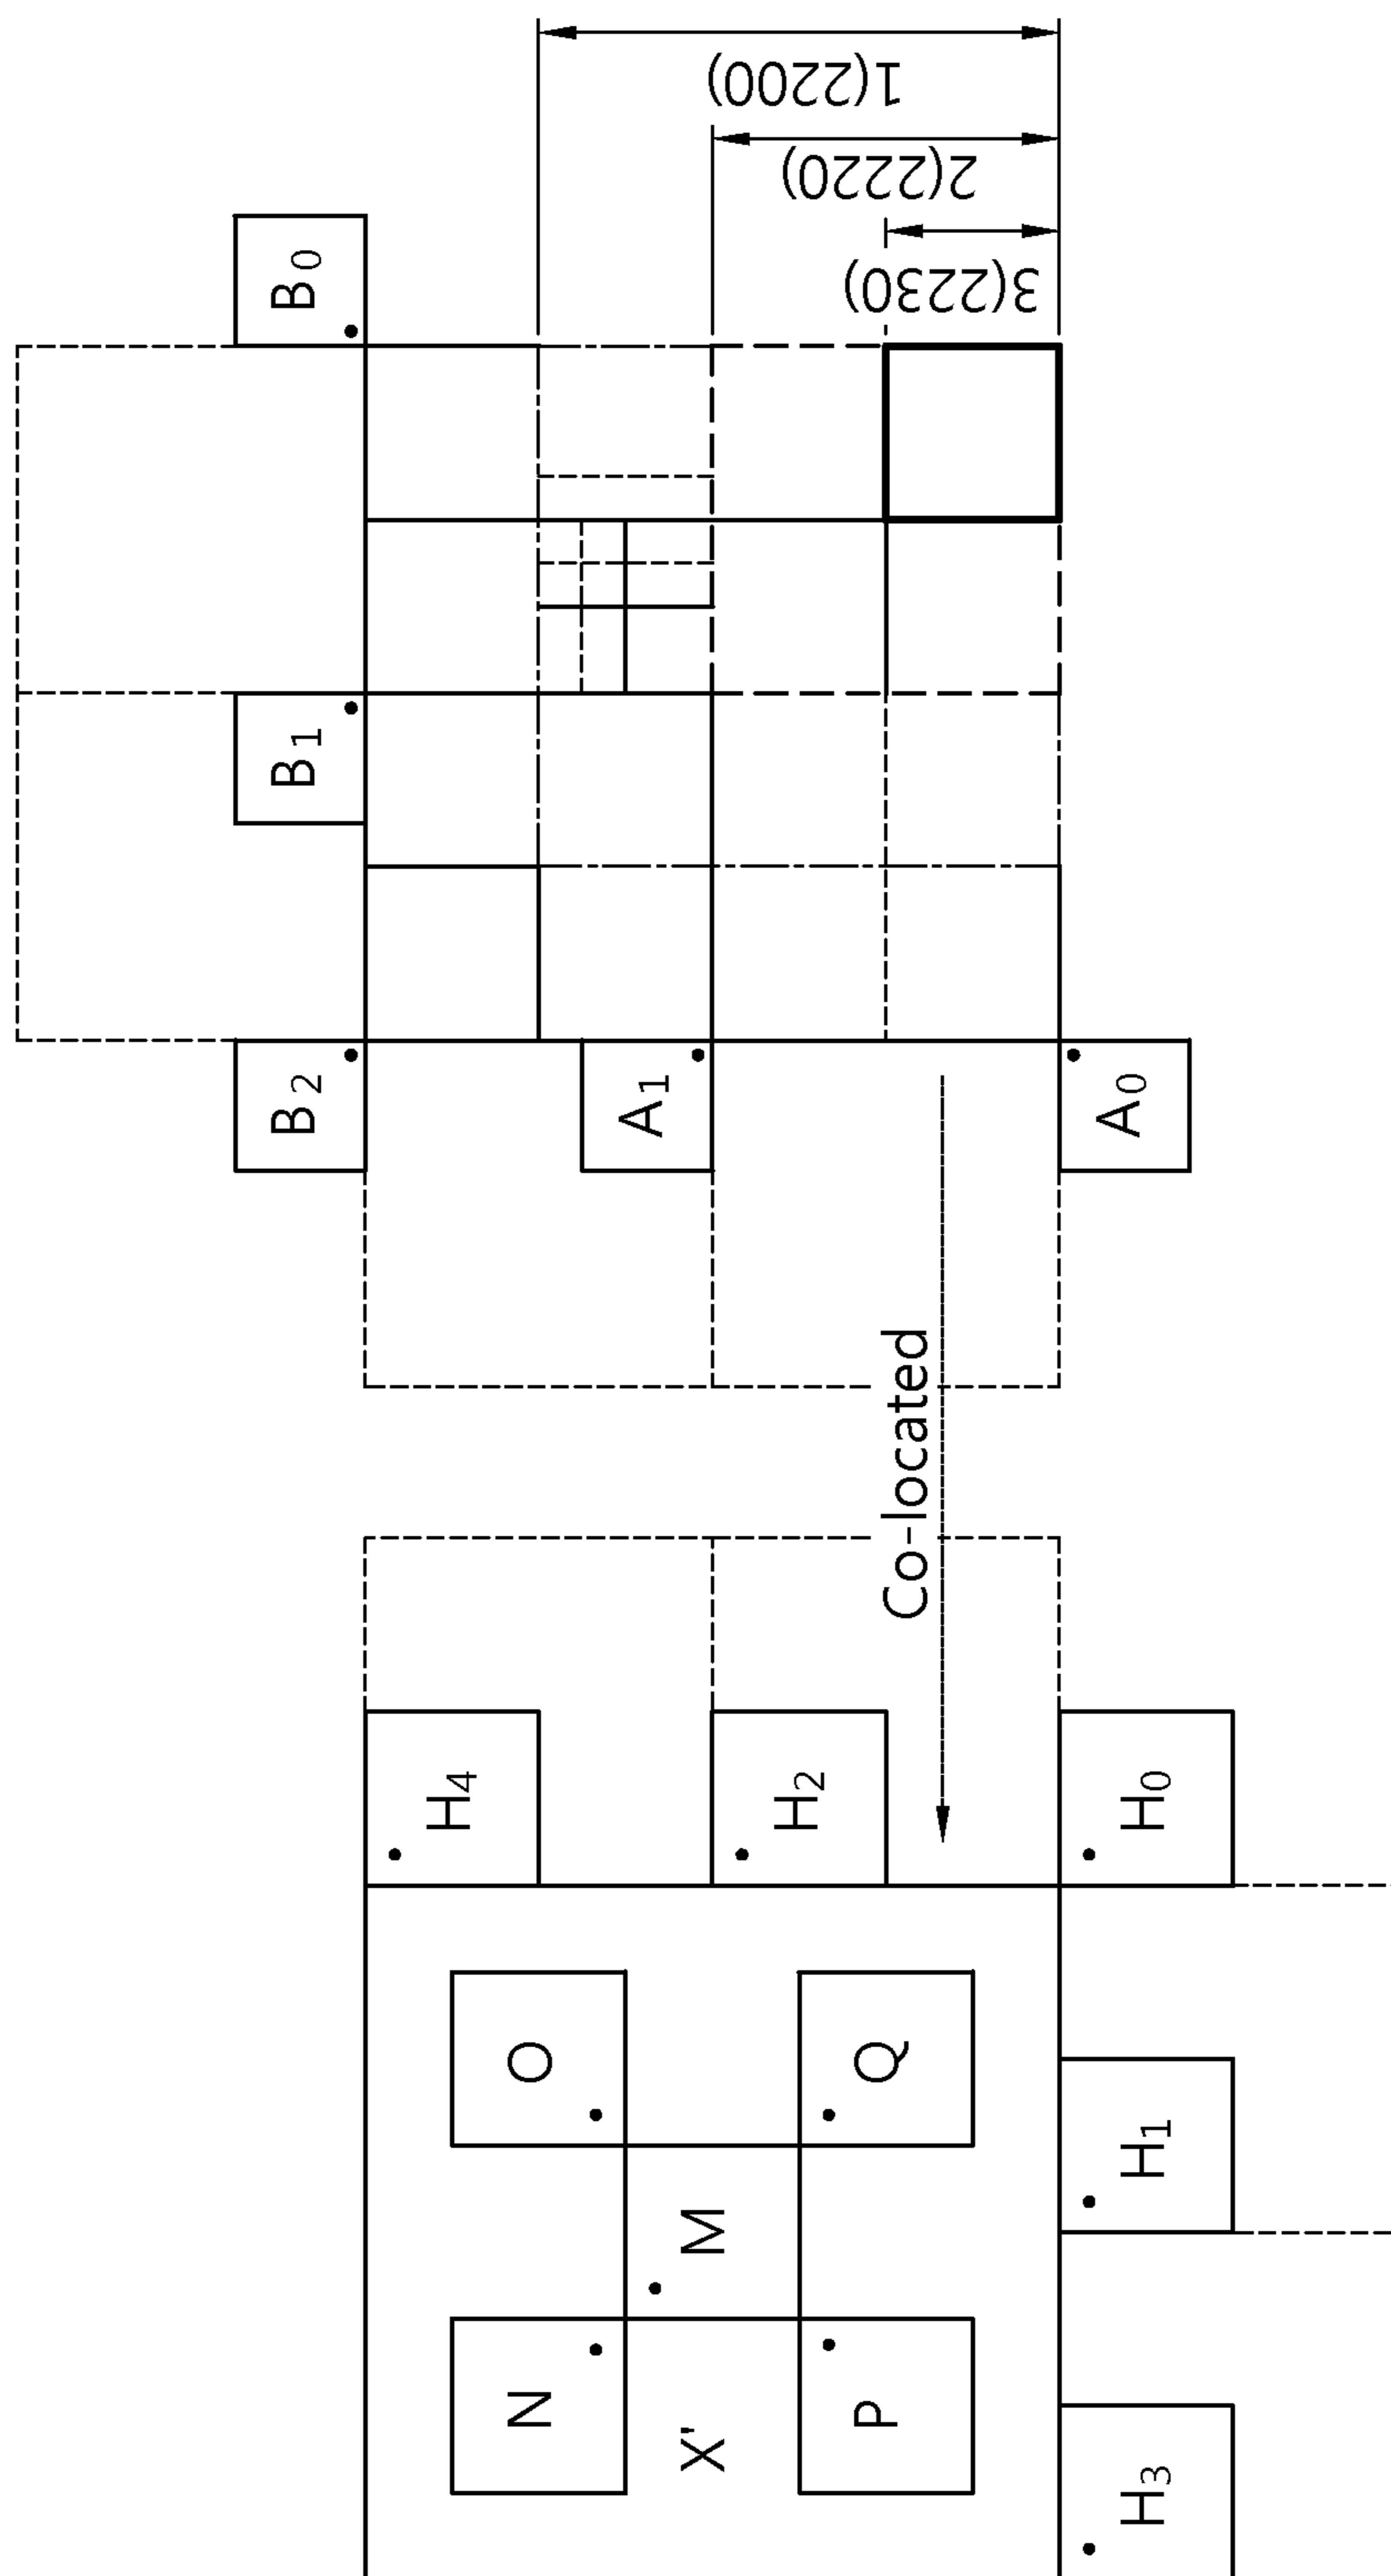 1(2200)
2(2220)
3(2230)
B0
B1
B2
A1
A0
Co-located
H4
H2
H0
O
Q
M
H1
N
X'
P
H3